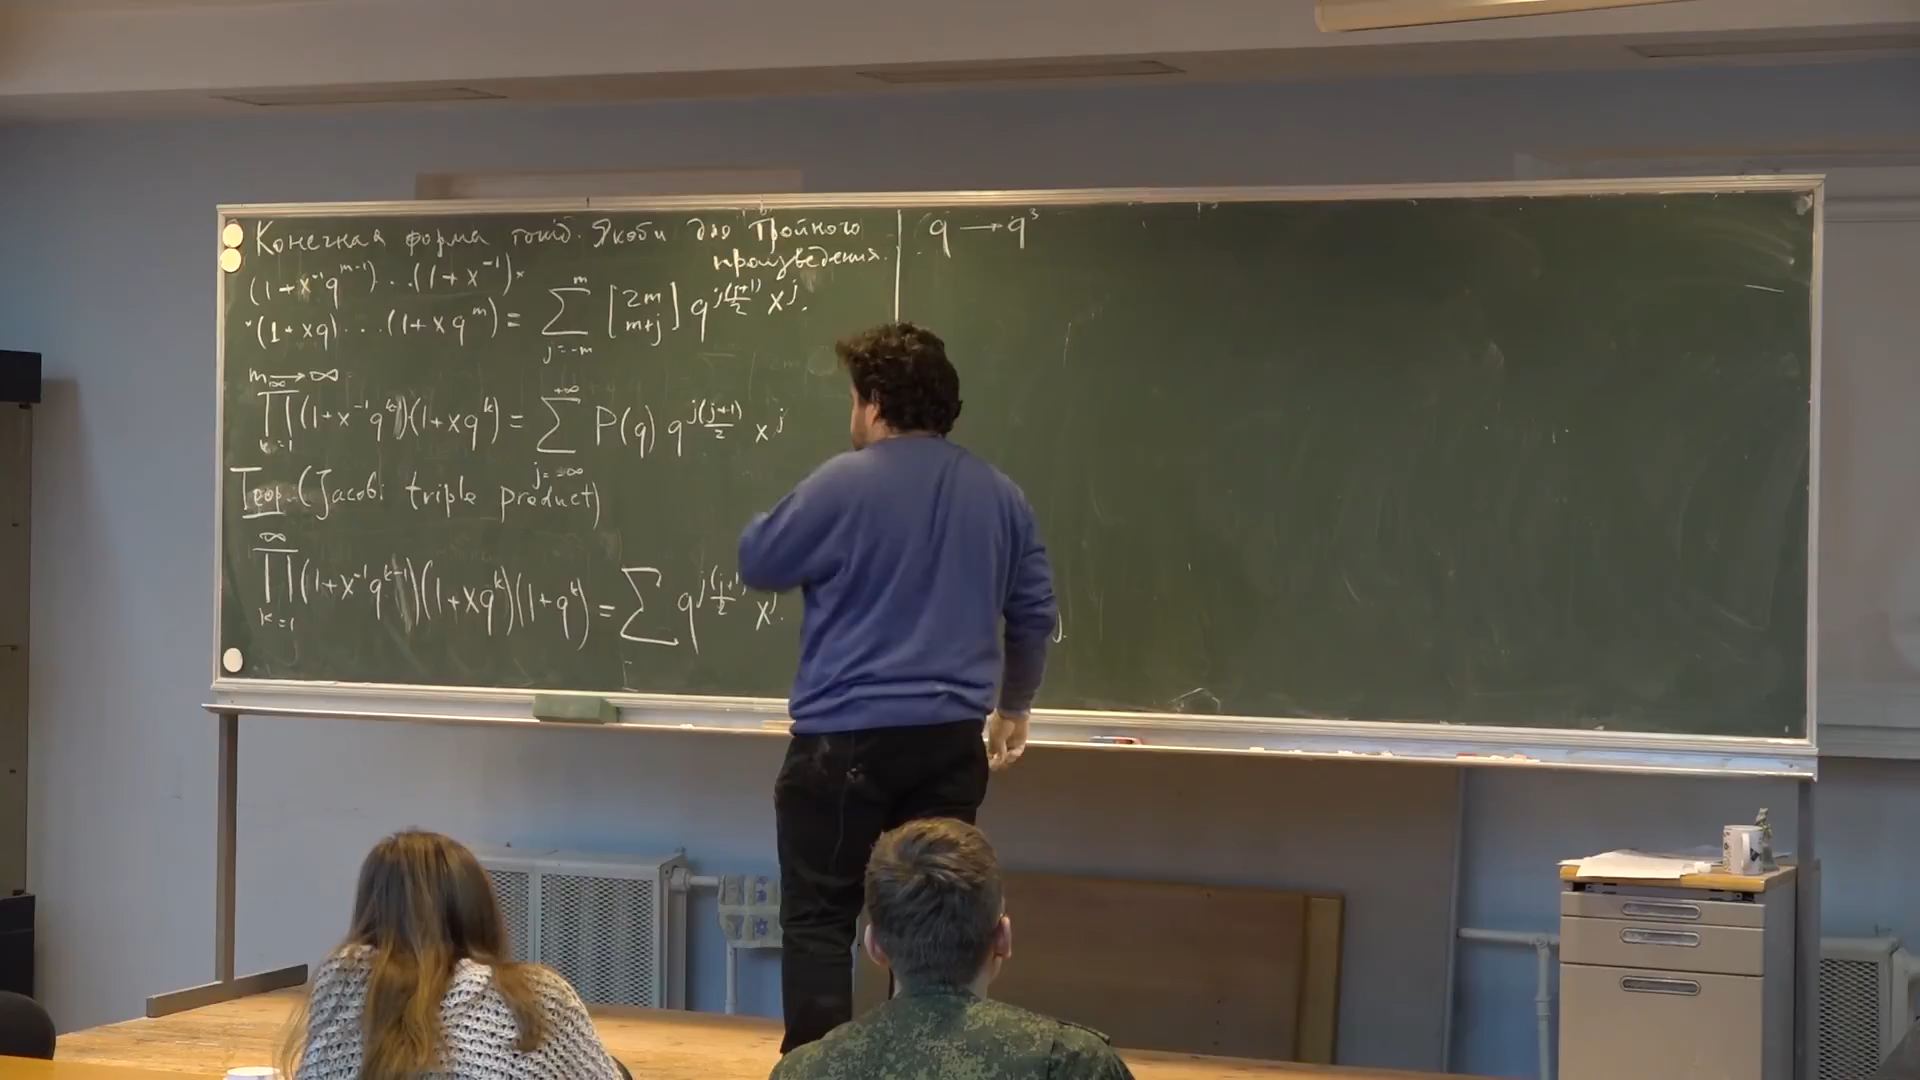 Конечная форма тожд. Якоби для тройного
произведения.
(1+x⁻¹q^{m-1})...(1+x⁻¹)×
×(1+xq)...(1+xq^m) = ∑_{j=-m}^{m} [2m m+j] q^{j(j+1)/2} x^j.
m→∞
∏_{k=1}^{∞}(1+x⁻¹q^{k-1})(1+xq^k) = ∑_{j=-∞}^{+∞} P(q) q^{j(j+1)/2} x^j
Теор. (Jacobi triple product)
∏_{k=1}^{∞}(1+x⁻¹q^{k-1})(1+xq^k)(1+q^k) = ∑ q^{j(j+1)/2} x^j.
q → q³